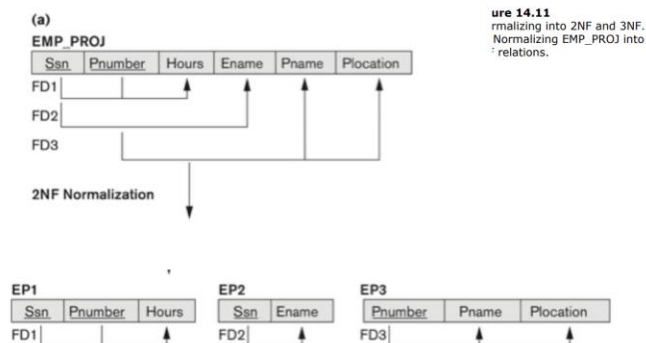 (a)
ure 14.11
rmalizing into 2NF and 3NF.
Normalizing EMP_PROJ into
relations.
EMP_PROJ
Ssn Pnumber Hours Ename Pname Plocation
FD1
FD2
FD3
2NF Normalization
EP1
Ssn Pnumber Hours
FD1
EP2
Ssn Ename
FD2
EP3
Pnumber Pname Plocation
FD3